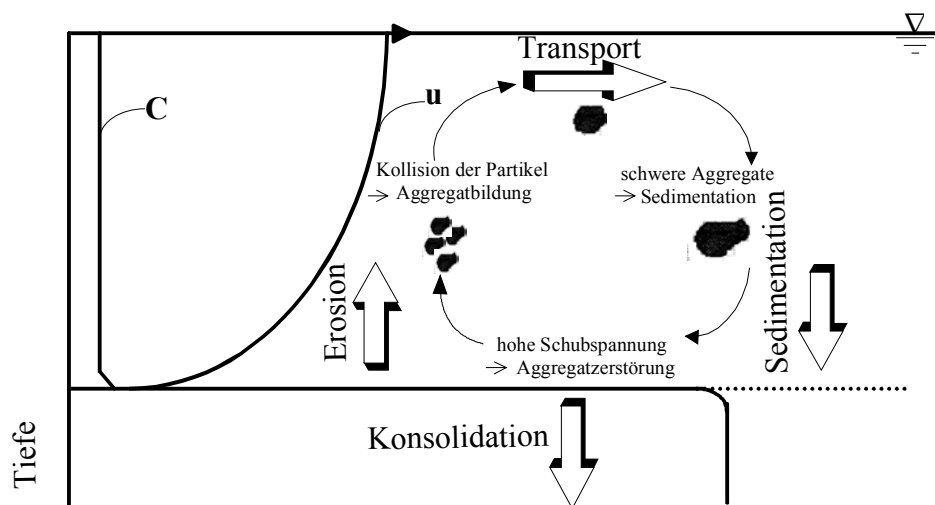 Transport
C
u
Kollision der Partikel
→ Aggregatbildung
schwere Aggregate
→ Sedimentation
Sedimentation
Erosion
hohe Schubspannung
→ Aggregatzerstörung
Konsolidation
Tiefe